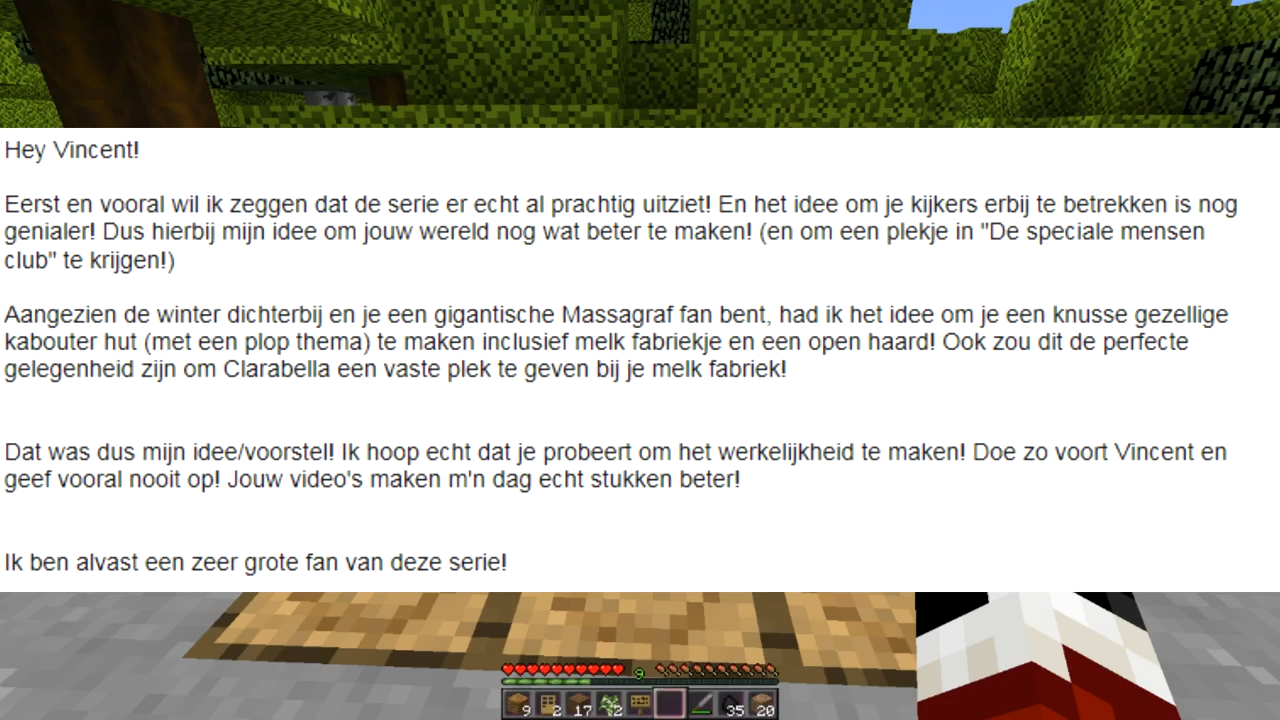 Hey Vincent!
Eerst en vooral wil ik zeggen dat de serie er echt al prachtig uitziet! En het idee om je kijkers erbij te betrekken is nog
genialer! Dus hierbij mijn idee om jouw wereld nog wat beter te maken! (en om een plekje in "De speciale mensen
club" te krijgen!)
Aangezien de winter dichterbij en je een gigantische Massagraf fan bent, had ik het idee om je een knusse gezellige
kabouter hut (met een plop thema) te maken inclusief melk fabriekje en een open haard! Ook zou dit de perfecte
gelegenheid zijn om Clarabella een vaste plek te geven bij je melk fabriek!
Dat was dus mijn idee/voorstel! Ik hoop echt dat je probeert om het werkelijkheid te maken! Doe zo voort Vincent en
geef vooral nooit op! Jouw video's maken m'n dag echt stukken beter!
Ik ben alvast een zeer grote fan van deze serie!
9
9 2 17 2 35 20